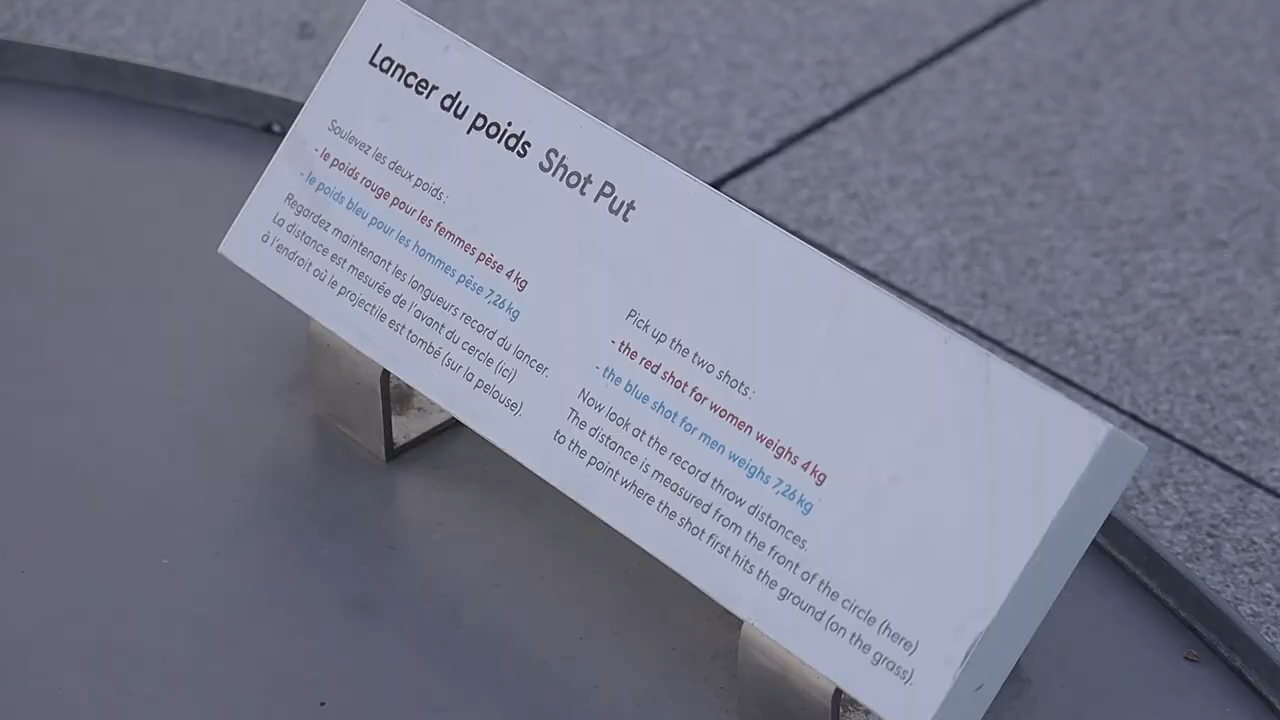 Lancer du poids Shot Put
Soulevez les deux poids :
- le poids rouge pour les femmes pèse 4 kg
- le poids bleu pour les hommes pèse 7,26 kg
Regardez maintenant les longueurs record du lancer.
La distance est mesurée de l'avant du cercle (ici)
à l'endroit où le projectile est tombé (sur la pelouse).
Pick up the two shots :
- the red shot for women weighs 4 kg
- the blue shot for men weighs 7,26 kg
Now look at the record throw distances.
The distance is measured from the front of the circle (here)
to the point where the shot first hits the ground (on the grass).